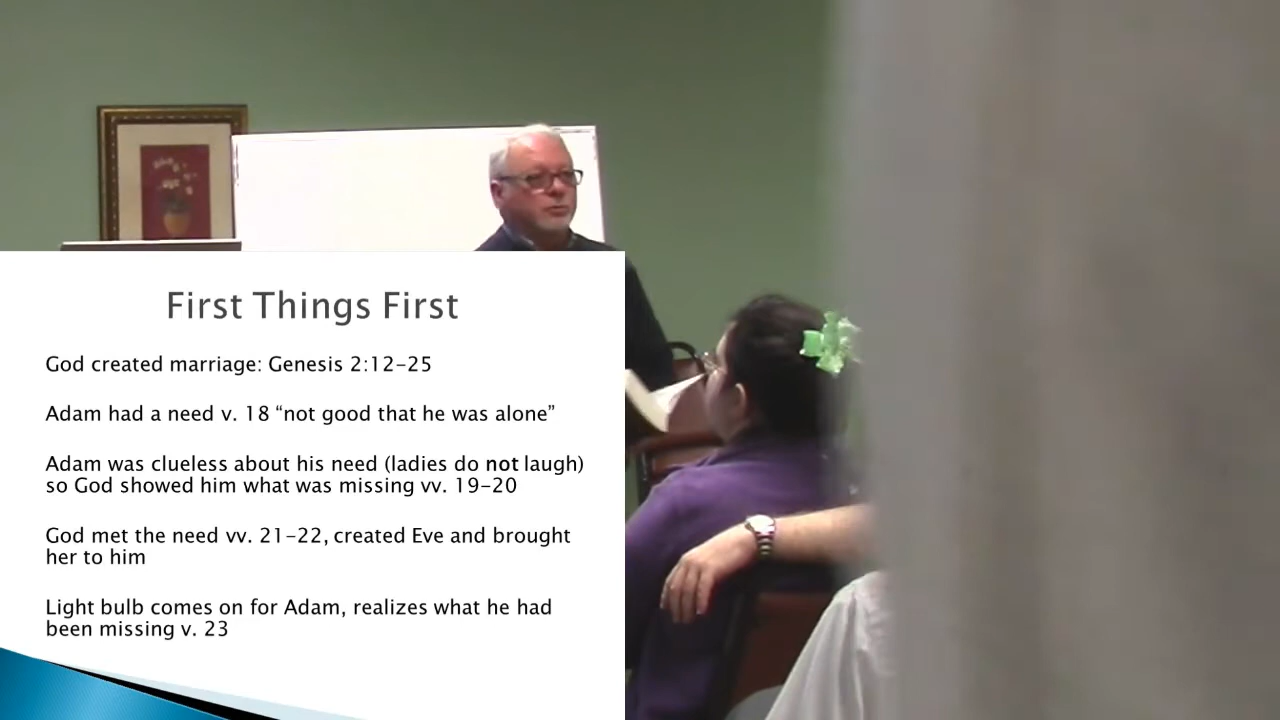 First Things First
God created marriage: Genesis 2:12-25
Adam had a need v. 18 “not good that he was alone”
Adam was clueless about his need (ladies do not laugh)
so God showed him what was missing vv. 19-20
God met the need vv. 21-22, created Eve and brought
her to him
Light bulb comes on for Adam, realizes what he had
been missing v. 23